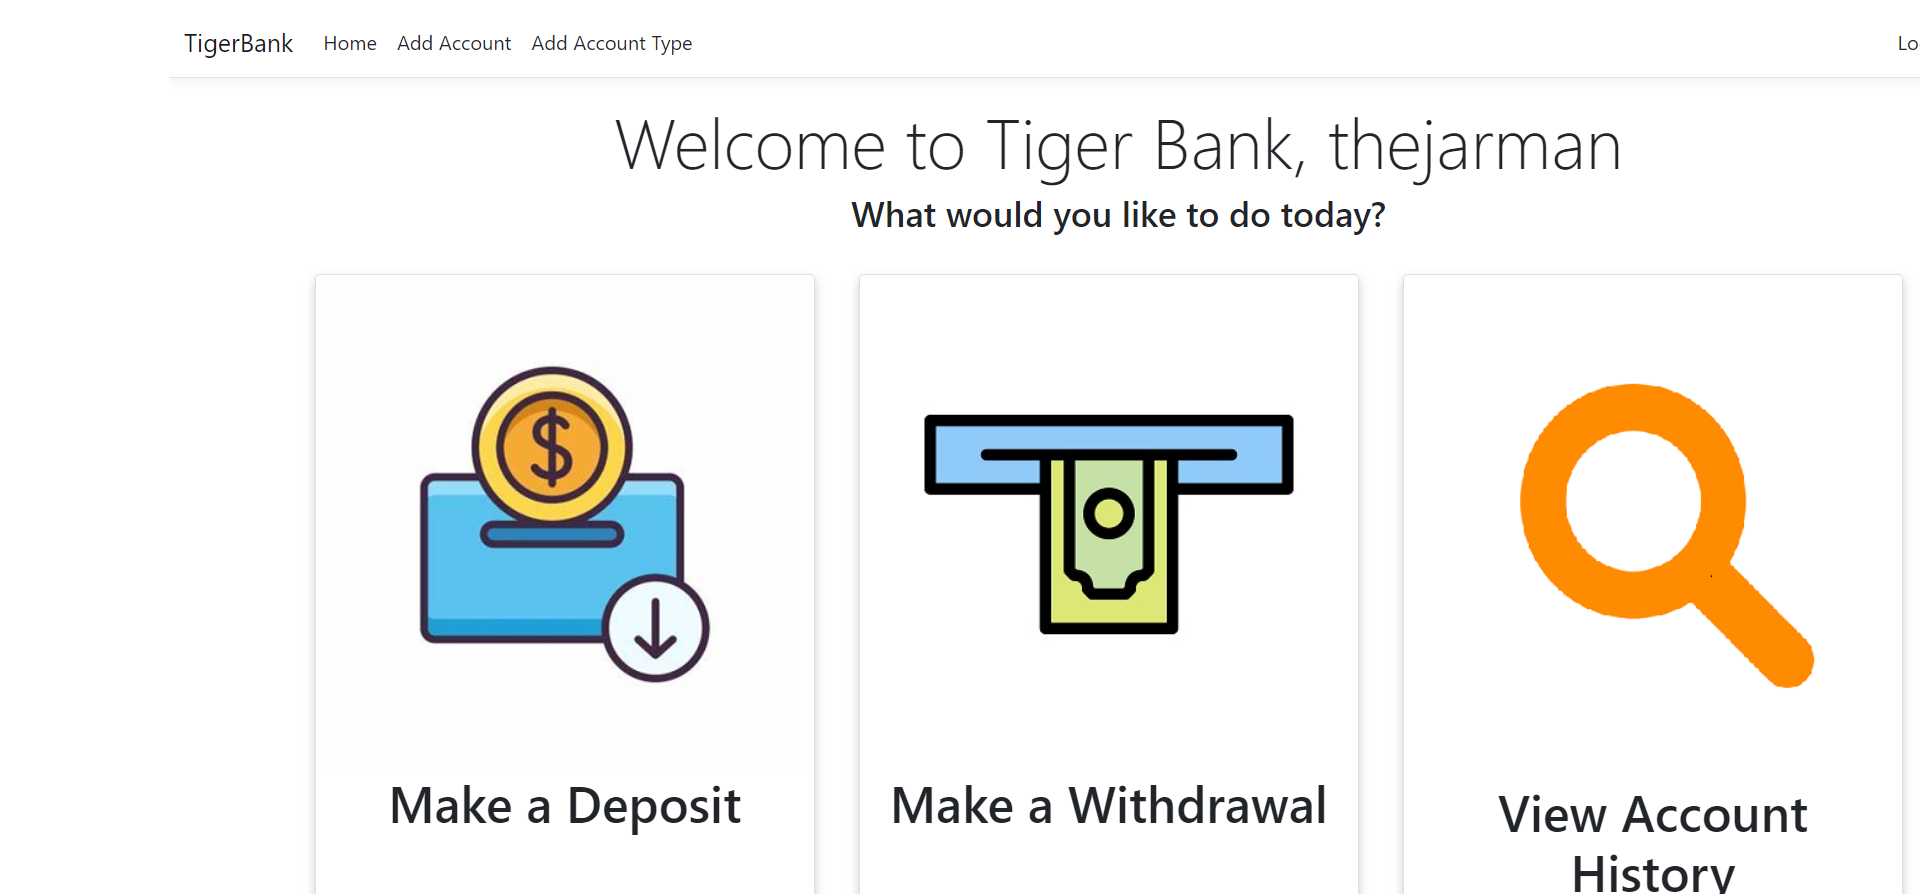 TigerBank Home Add Account Add Account Type Lo
Welcome to Tiger Bank, thejarman
What would you like to do today?
$
Make a Deposit
Make a Withdrawal
View Account
History